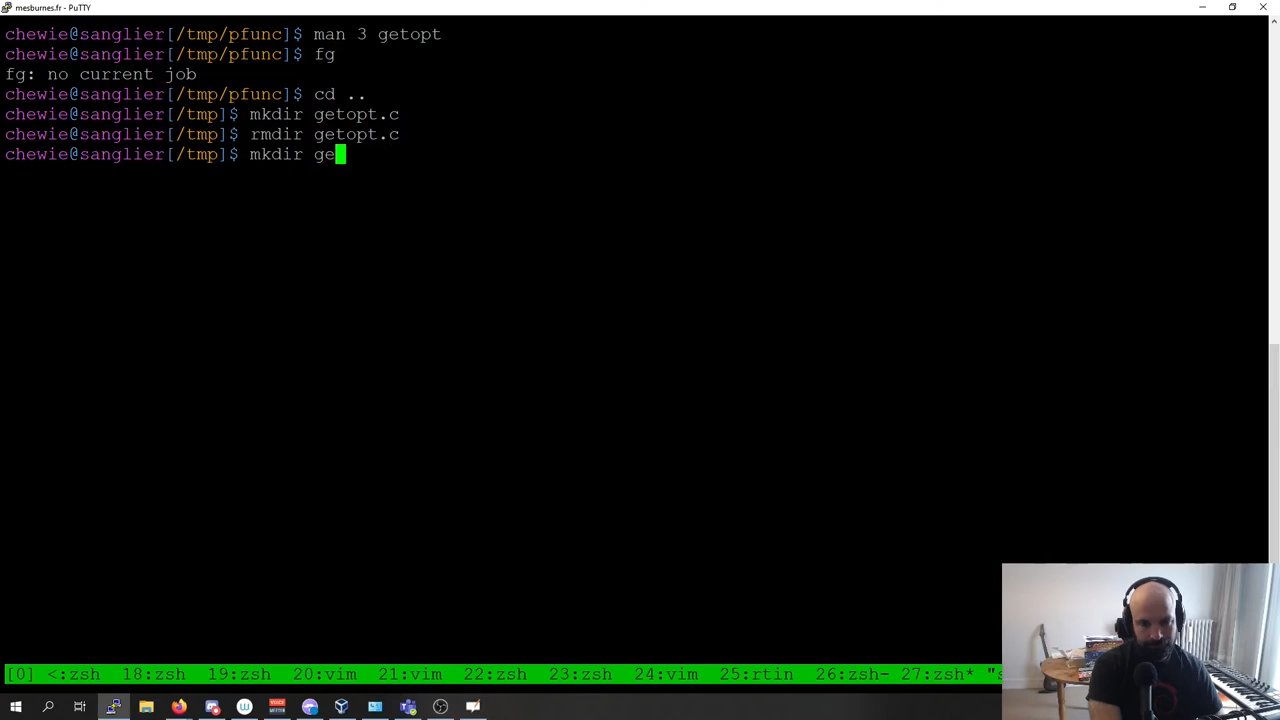 mesburnes.fr - PuTTY
chewie@sanglier[/tmp/pfunc]$ man 3 getopt
chewie@sanglier[/tmp/pfunc]$ fg
fg: no current job
chewie@sanglier[/tmp/pfunc]$ cd ..
chewie@sanglier[/tmp]$ mkdir getopt.c
chewie@sanglier[/tmp]$ rmdir getopt.c
chewie@sanglier[/tmp]$ mkdir ge
[0] <:zsh 18:zsh 19:zsh 20:vim 21:vim 22:zsh 23:zsh 24:vim 25:rtin 26:zsh- 27:zsh* "s